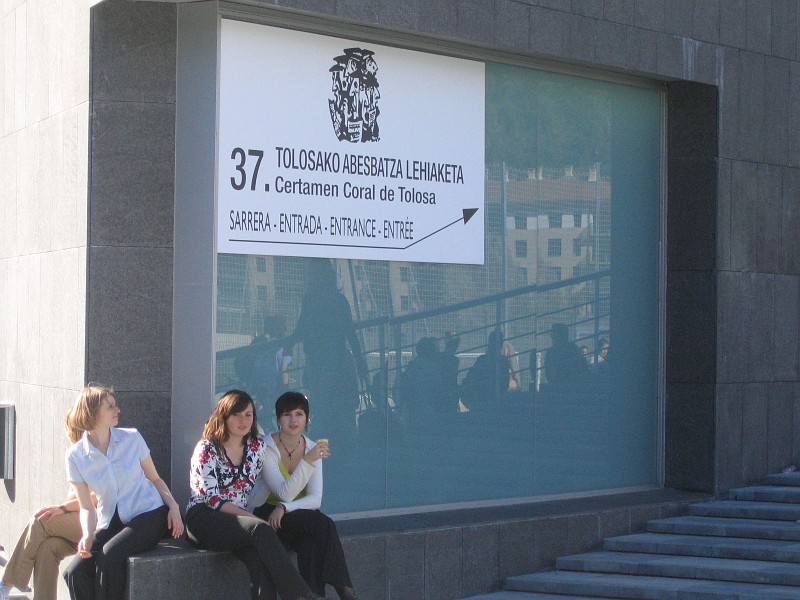 37. TOLOSAKO ABESBATZA LEHIAKETA
Certamen Coral de Tolosa
SARRERA - ENTRADA - ENTRANCE - ENTRÉE